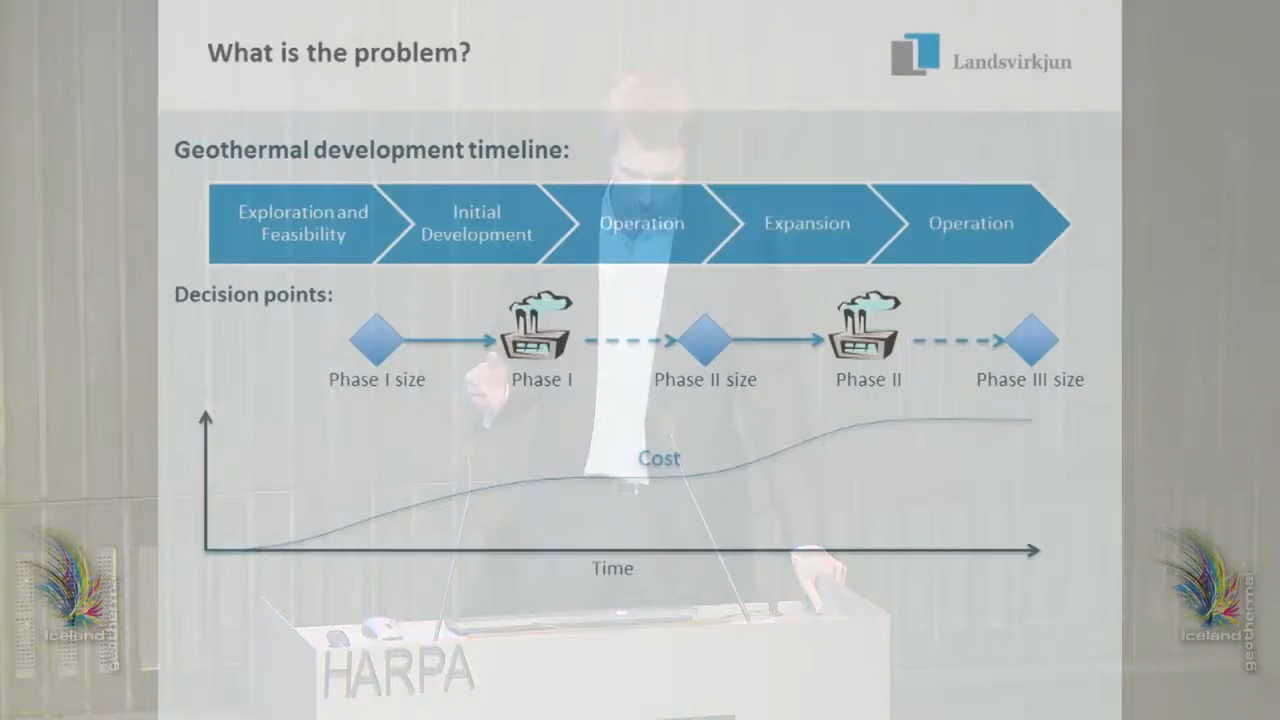 What is the problem?
Landsvirkjun
Geothermal development timeline:
Exploration and
Feasibility
Initial
Development
Operation
Expansion
Operation
Decision points:
Phase I size
Phase I
Phase II size
Phase II
Phase III size
Cost
Time
HARPA
Iceland
geothermal
Iceland
geothermal